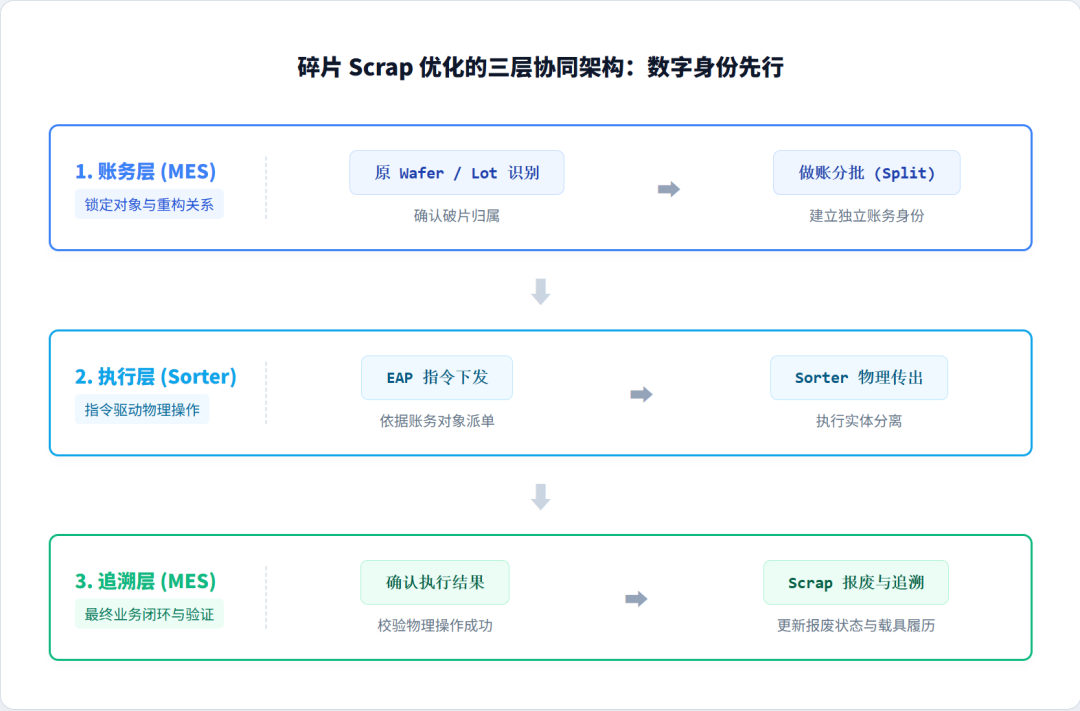 碎片 Scrap 优化的三层协同架构：数字身份先行
1. 账务层 (MES)
锁定对象与重构关系
原 Wafer / Lot 识别
确认破片归属
做账分批 (Split)
建立独立账务身份
2. 执行层 (Sorter)
指令驱动物理操作
EAP 指令下发
依据账务对象派单
Sorter 物理传出
执行实体分离
3. 追溯层 (MES)
最终业务闭环与验证
确认执行结果
校验物理操作成功
Scrap 报废与追溯
更新报废状态与载具履历